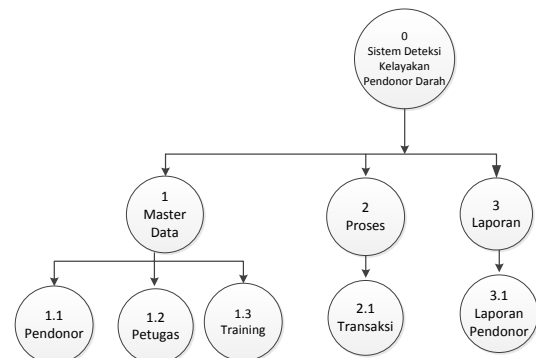 0
Sistem Deteksi
Kelayakan
Pendonor Darah
1
Master
Data
2
Proses
3
Laporan
1.1
Pendonor
1.2
Petugas
1.3
Training
2.1
Transaksi
3.1
Laporan
Pendonor